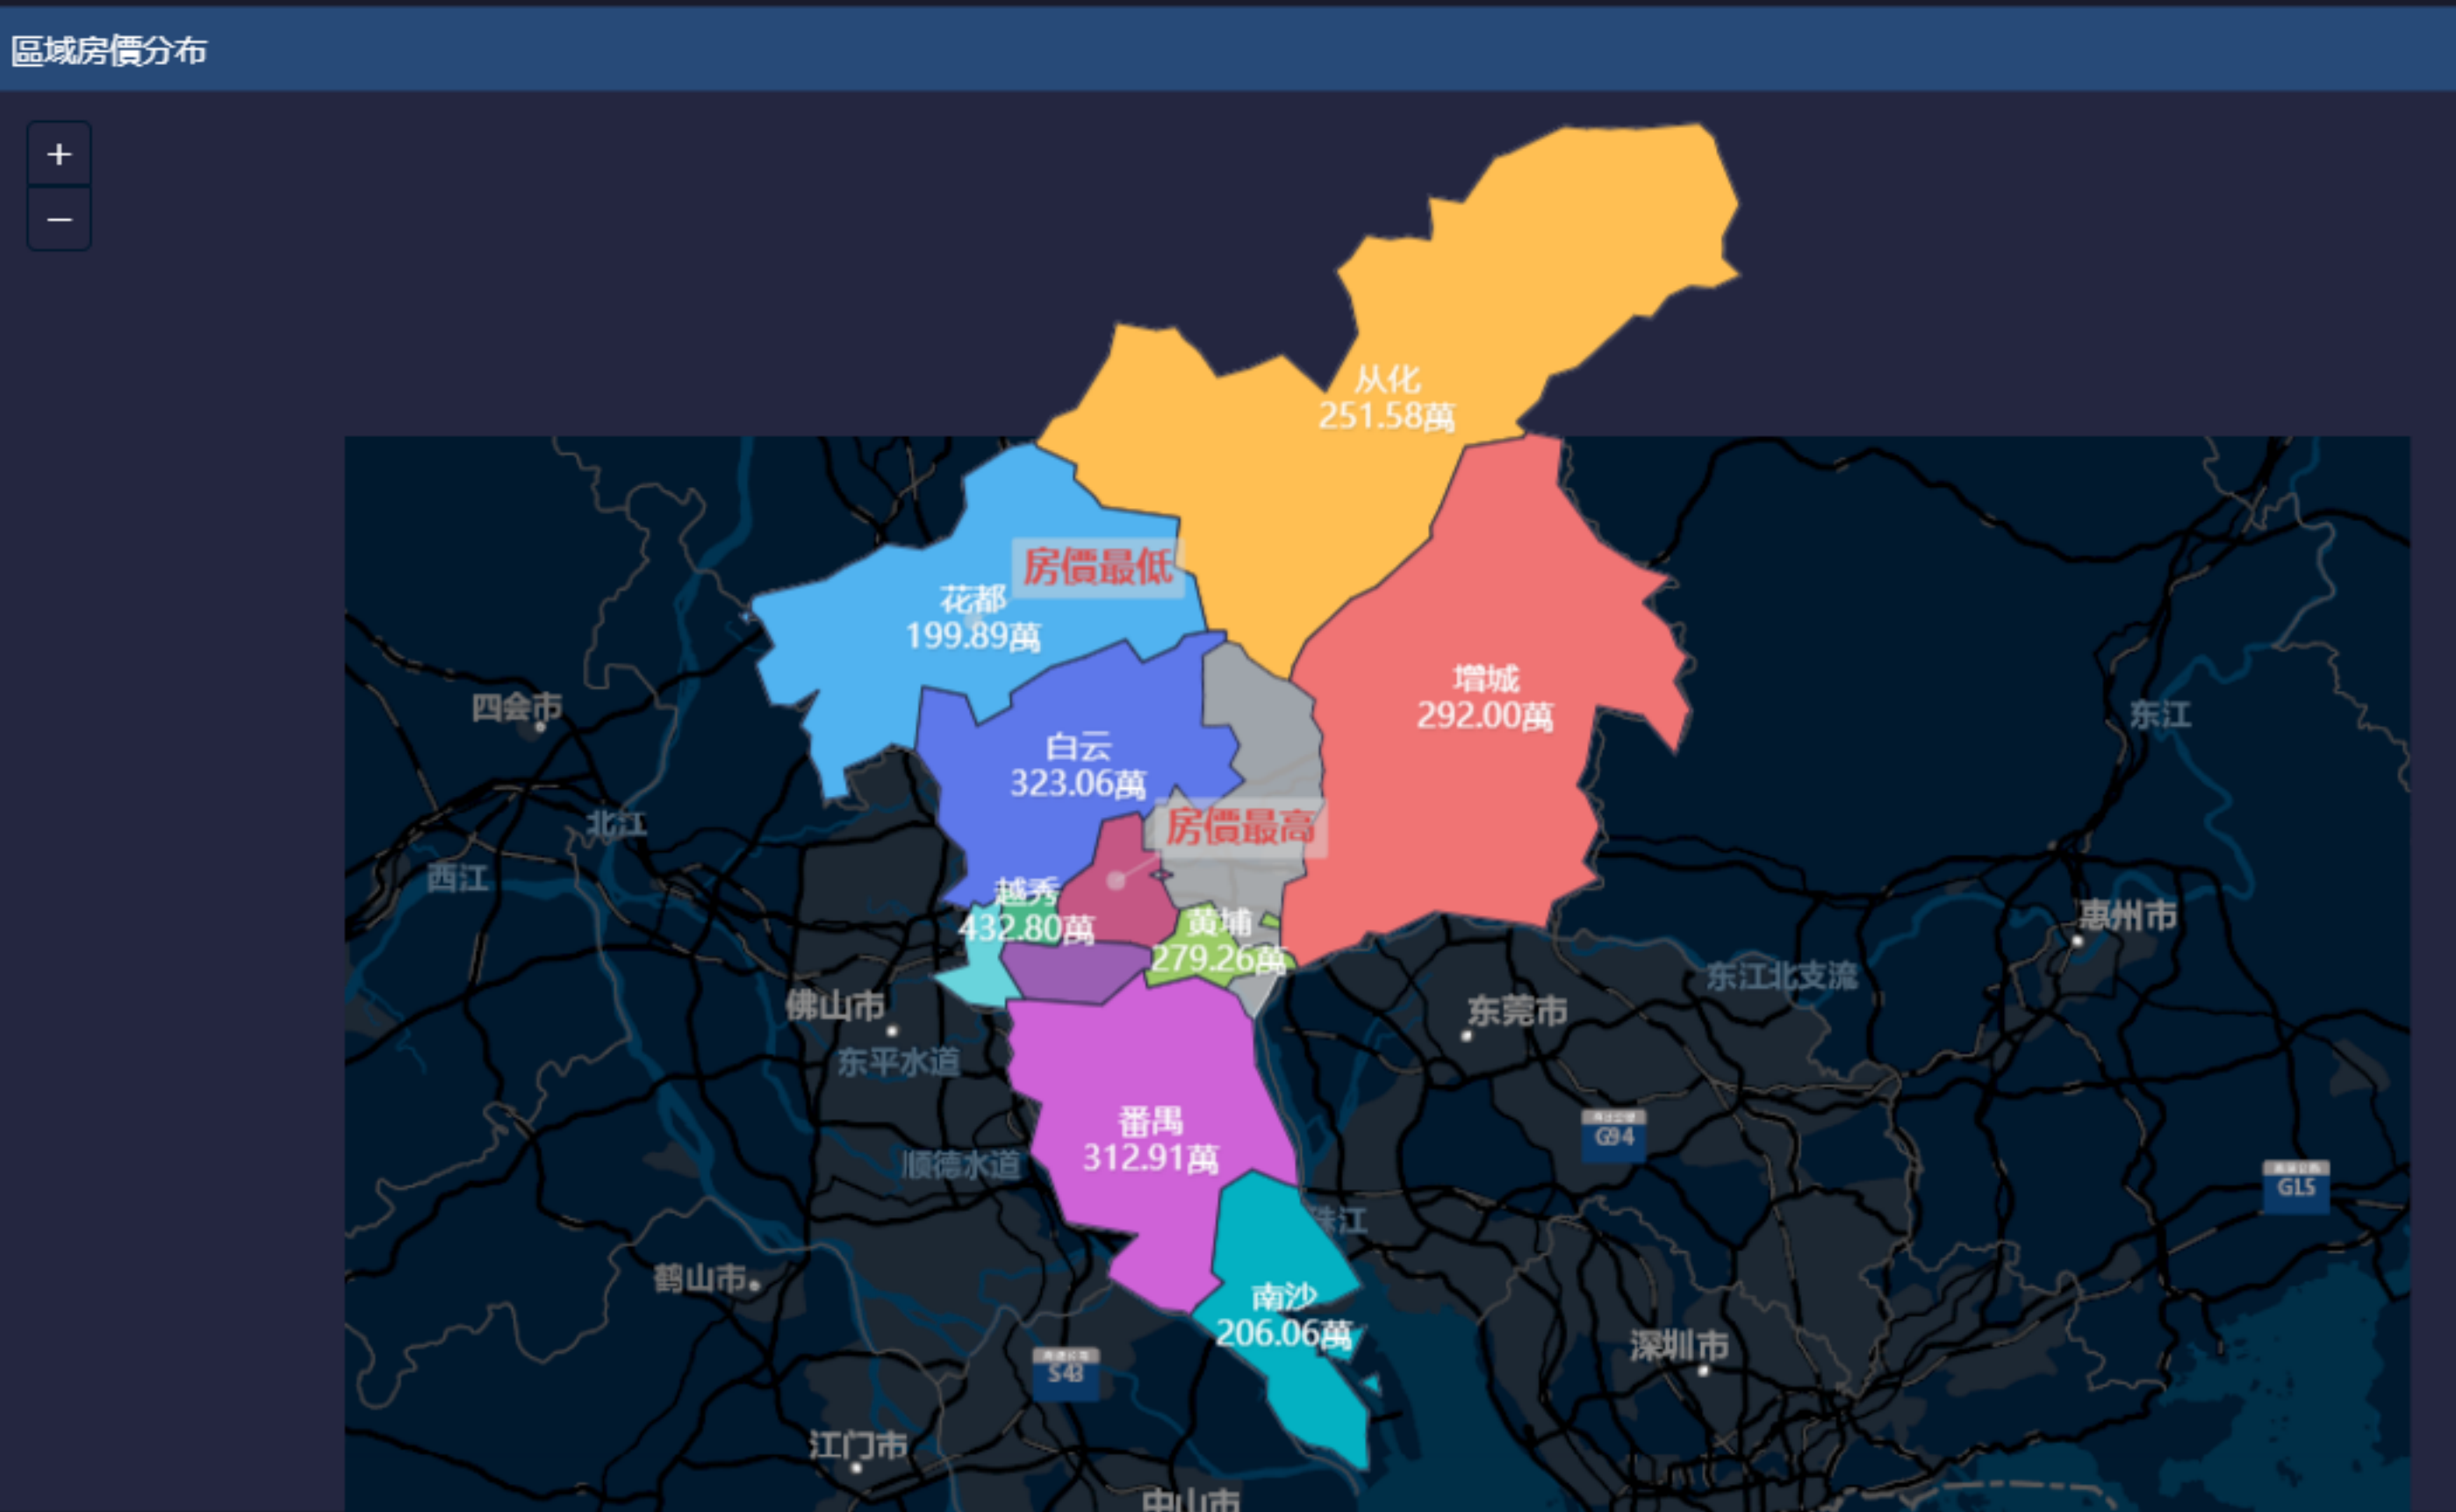 區域房價分布
+
−
从化
251.58萬
房價最低
花都
199.89萬
增城
292.00萬
四会市
东江
白云
323.06萬
北江
房價最高
西江
越秀
432.80萬
黄埔
279.26萬
惠州市
东江北支流
佛山市
东莞市
东平水道
番禺
312.91萬
G94
顺德水道
G15
珠江
鹤山市
南沙
206.06萬
深圳市
S43
江门市
中山市